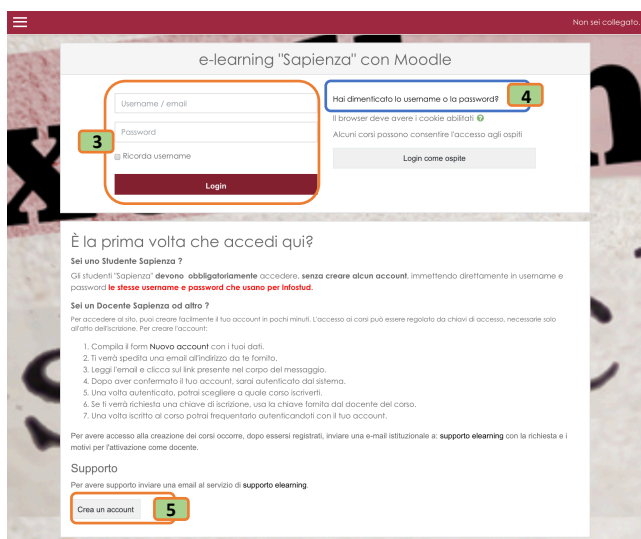 Non sei collegato.
e-learning "Sapienza" con Moodle
Username / email
Password
Ricorda username
Login
3
Hai dimenticato lo username o la password?
4
Il browser deve avere i cookie abilitati
Alcuni corsi possono consentire l'accesso agli ospiti
Login come ospite
È la prima volta che accedi qui?
Sei uno Studente Sapienza ?
Gli studenti "Sapienza" devono obbligatoriamente accedere, senza creare alcun account, immettendo direttamente in username e
password le stesse username e password che usano per Infostud.
Sei un Docente Sapienza od altro ?
Per accedere al sito, puoi creare facilmente il tuo account in pochi minuti. L'accesso ai corsi può essere regolato da chiavi di accesso, necessarie solo
all'atto dell'iscrizione. Per creare l'account:
1. Compila il form Nuovo account con i tuoi dati.
2. Ti verrà spedita una email all'indirizzo da te fornito.
3. Leggi l'email e clicca sul link presente nel corpo del messaggio.
4. Dopo aver confermato il tuo account, sarai autenticato dal sistema.
5. Una volta autenticato, potrai scegliere a quale corso iscriverti.
6. Se ti verrà richiesta una chiave di iscrizione, usa la chiave fornita dal docente del corso.
7. Una volta iscritto al corso potrai frequentarlo autenticandoti con il tuo account.
Per avere accesso alla creazione dei corsi occorre, dopo essersi registrati, inviare una e-mail istituzionale a: supporto elearning con la richiesta e i
motivi per l'attivazione come docente.
Supporto
Per avere supporto inviare una email al servizio di supporto elearning.
Crea un account
5